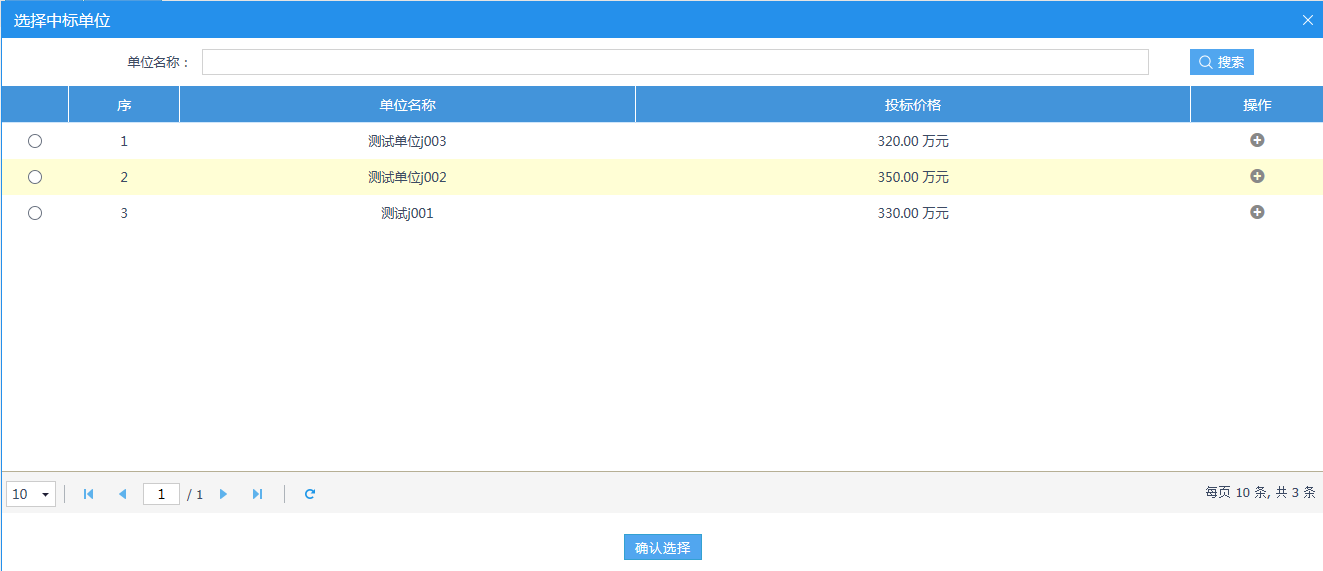 选择中标单位
单位名称： 搜索
序 单位名称 投标价格 操作
1 测试单位j003 320.00 万元
2 测试单位j002 350.00 万元
3 测试j001 330.00 万元
10 1 / 1 每页 10 条, 共 3 条
确认选择